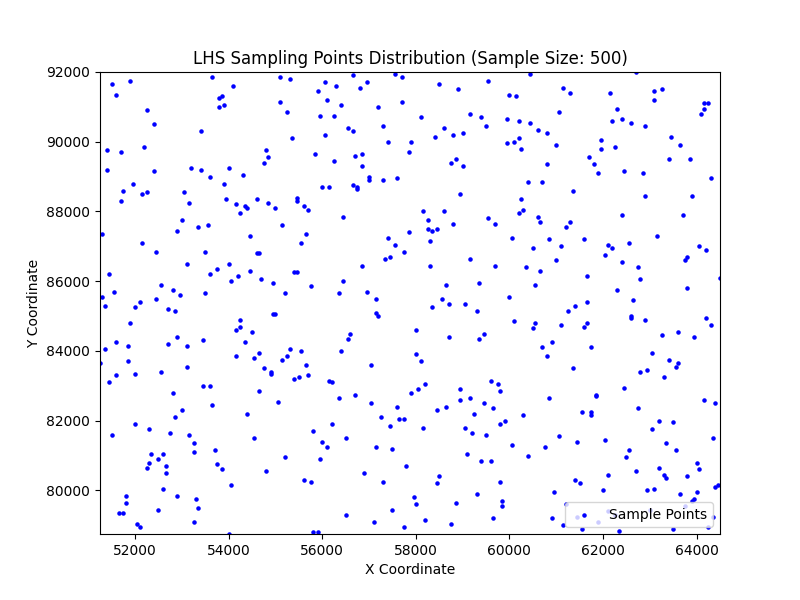 LHS Sampling Points Distribution (Sample Size: 500)
92000
90000
88000
86000
84000
82000
80000
Y Coordinate
Sample Points
52000 54000 56000 58000 60000 62000 64000
X Coordinate